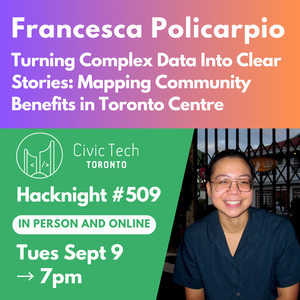 Francesca Policarpio
Turning Complex Data Into Clear
Stories: Mapping Community
Benefits in Toronto Centre
Civic Tech
TORONTO
Hacknight #509
IN PERSON AND ONLINE
Tues Sept 9
→ 7pm